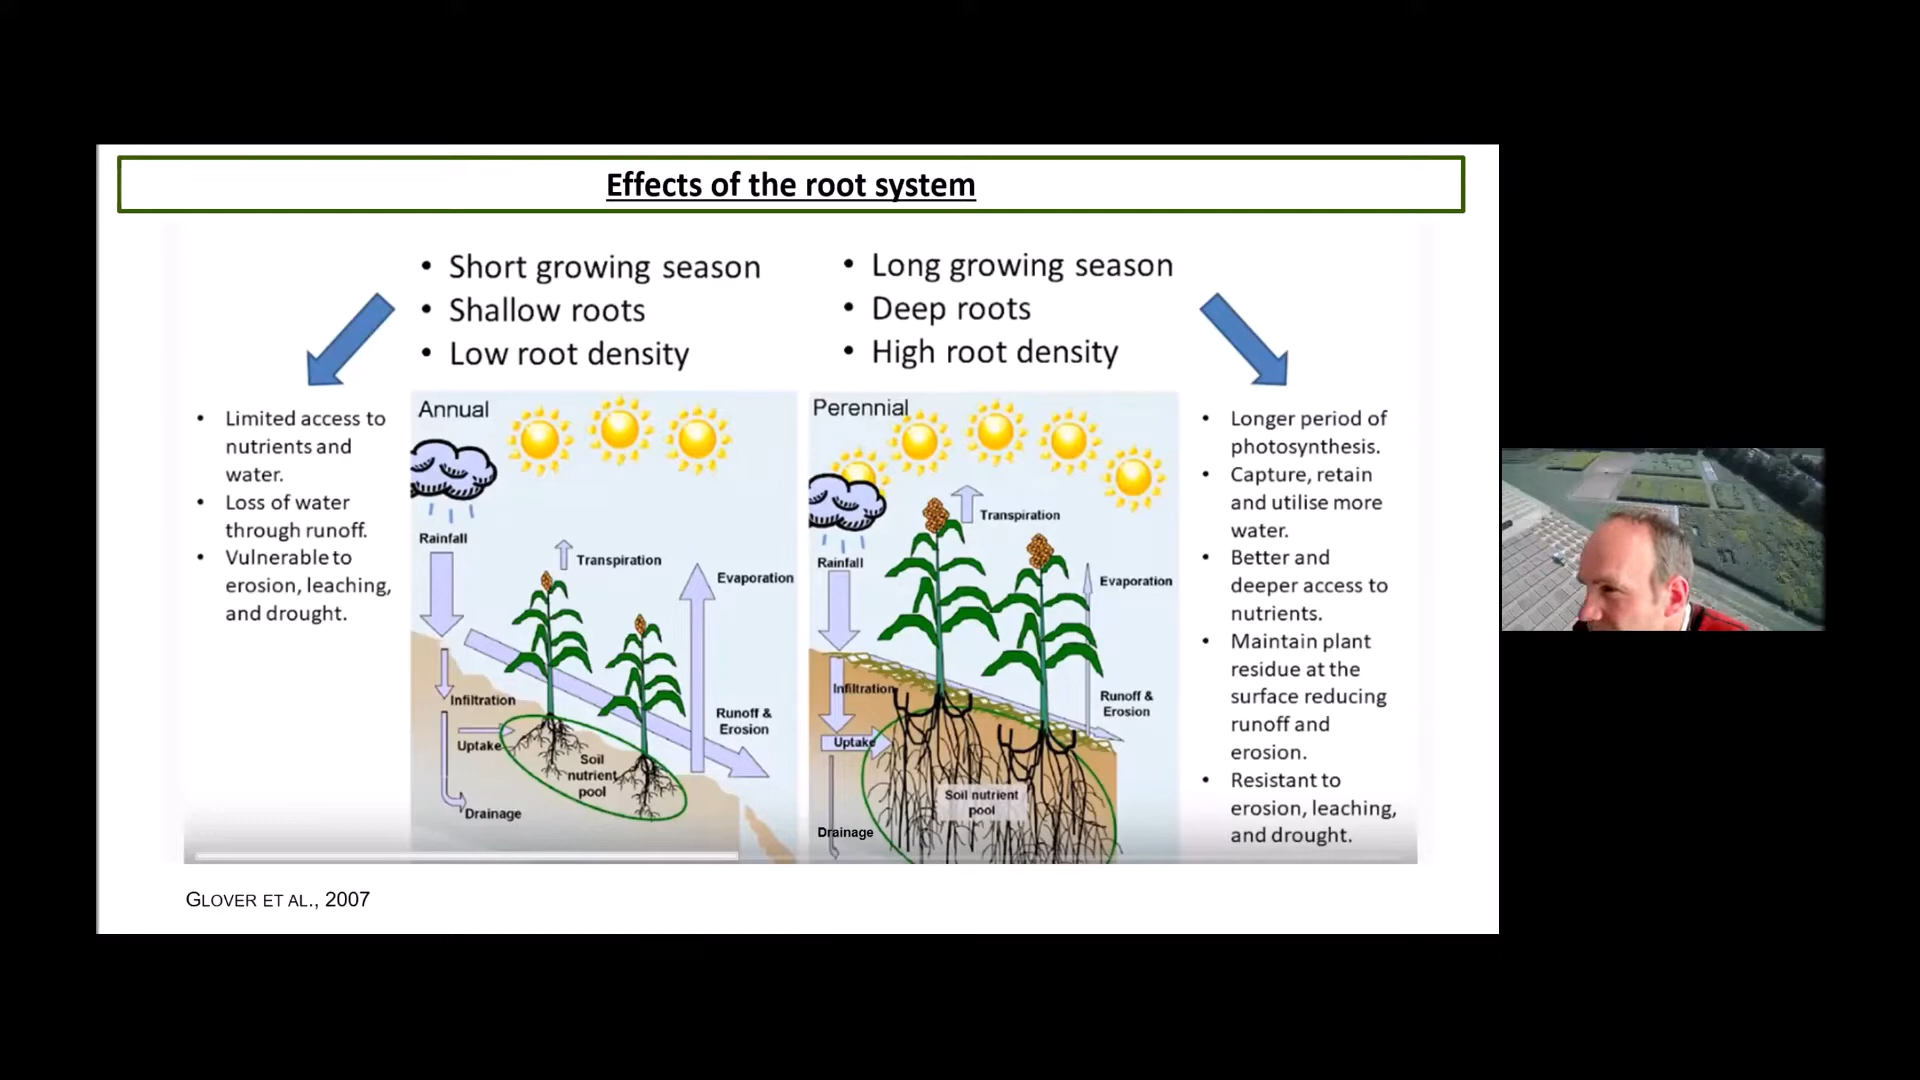 Effects of the root system
• Short growing season
• Shallow roots
• Low root density
• Long growing season
• Deep roots
• High root density
• Limited access to
nutrients and
water.
• Loss of water
through runoff.
• Vulnerable to
erosion, leaching,
and drought.
Annual
Rainfall
Transpiration
Evaporation
Infiltration
Runoff &
Erosion
Uptake
Soil
nutrient
pool
Drainage
Perennial
Transpiration
Rainfall
Evaporation
Infiltration
Runoff &
Erosion
Uptake
Soil nutrient
pool
Drainage
• Longer period of
photosynthesis.
• Capture, retain
and utilise more
water.
• Better and
deeper access to
nutrients.
• Maintain plant
residue at the
surface reducing
runoff and
erosion.
• Resistant to
erosion, leaching,
and drought.
GLOVER ET AL., 2007